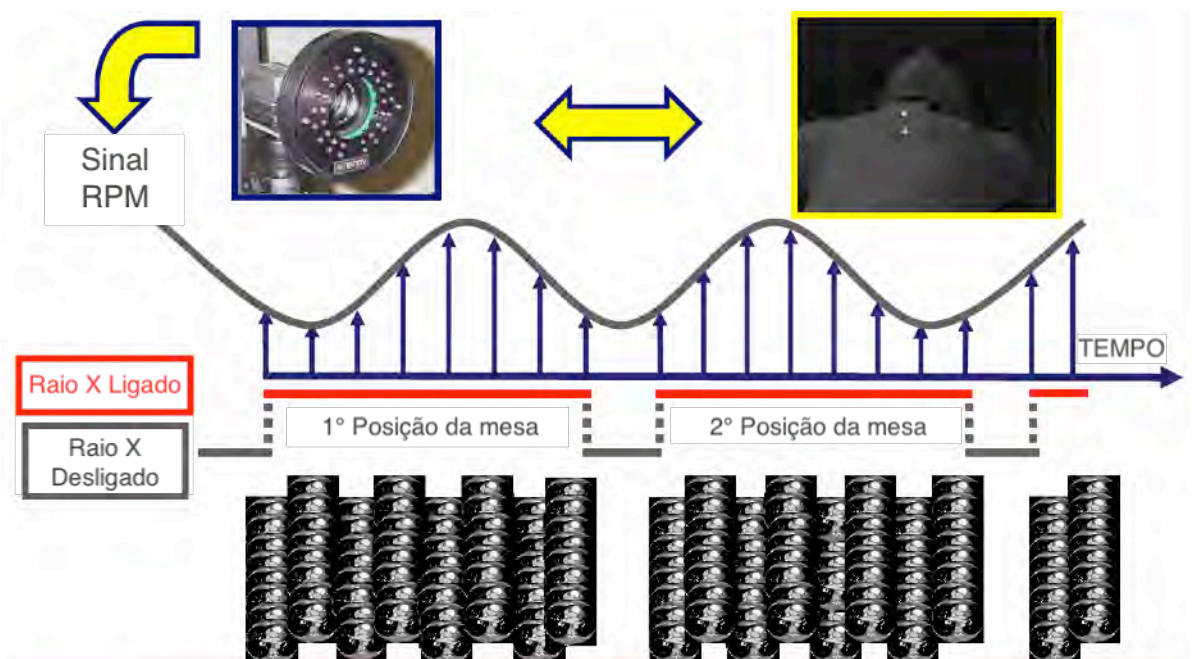 Sinal
RPM
TEMPO
Raio X Ligado
1° Posição da mesa
2° Posição da mesa
Raio X
Desligado